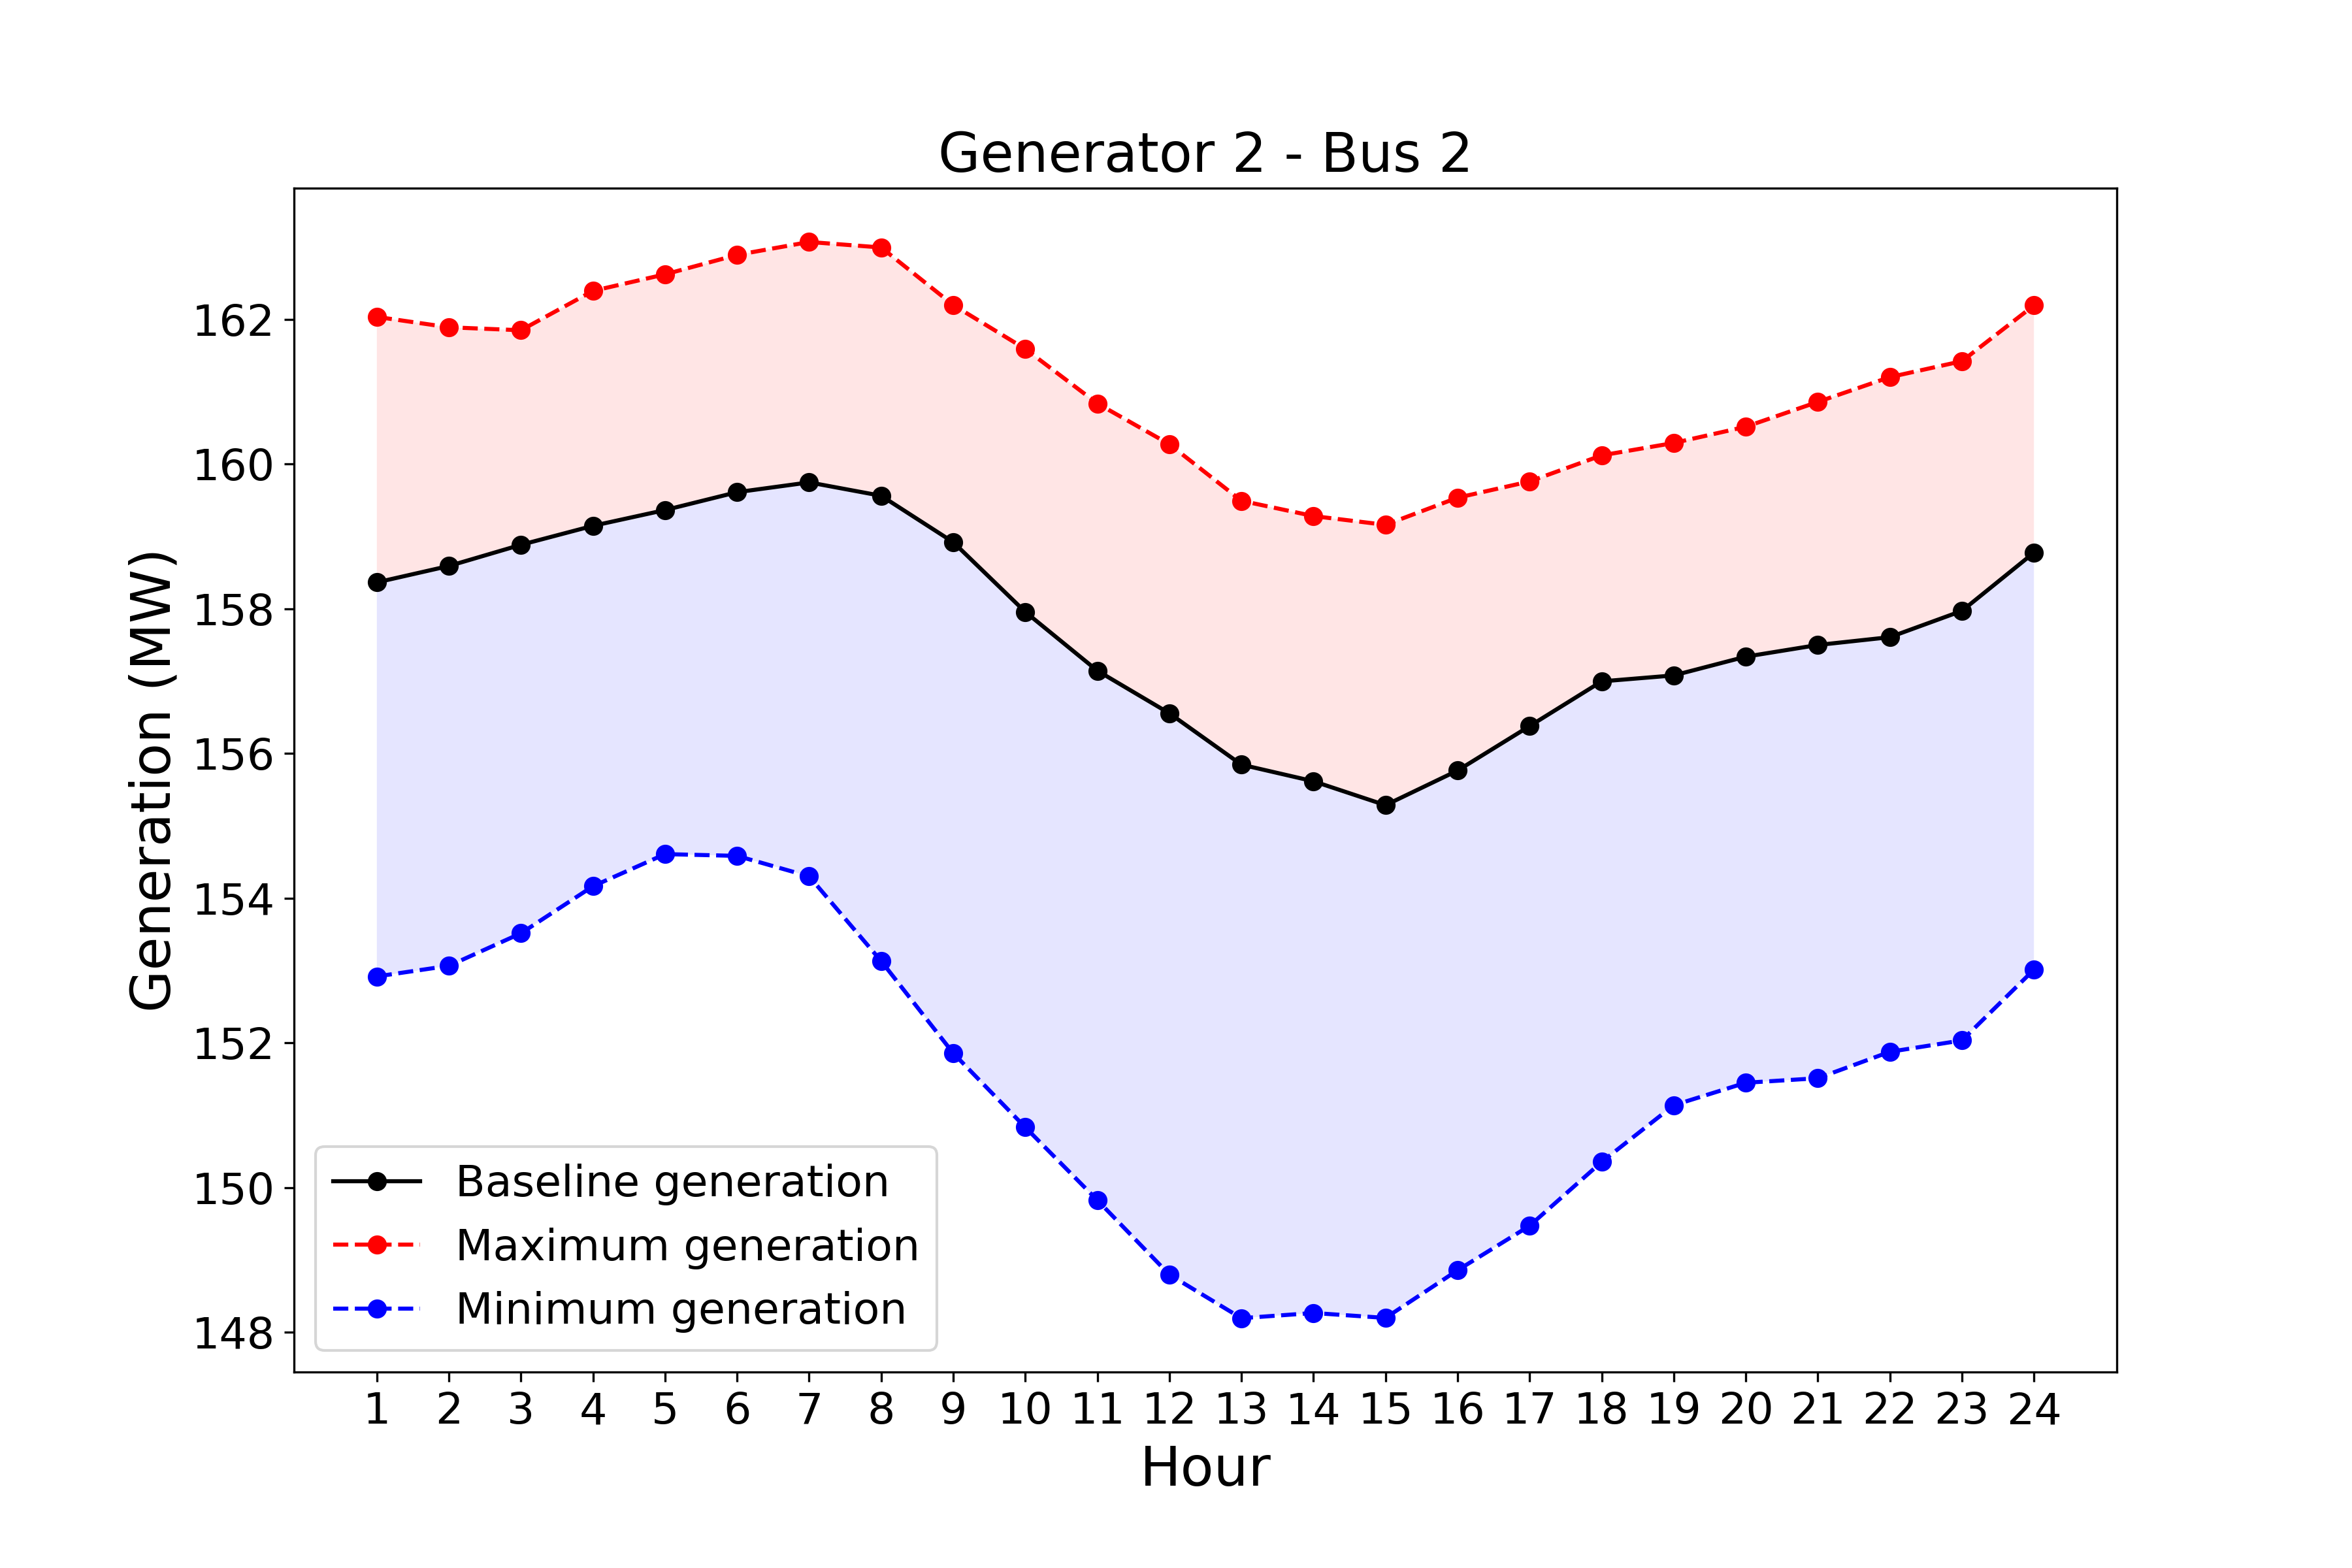 Generator 2 - Bus 2
Generation (MW)
162
160
158
156
154
152
150
148
Baseline generation
Maximum generation
Minimum generation
1 2 3 4 5 6 7 8 9 10 11 12 13 14 15 16 17 18 19 20 21 22 23 24
Hour